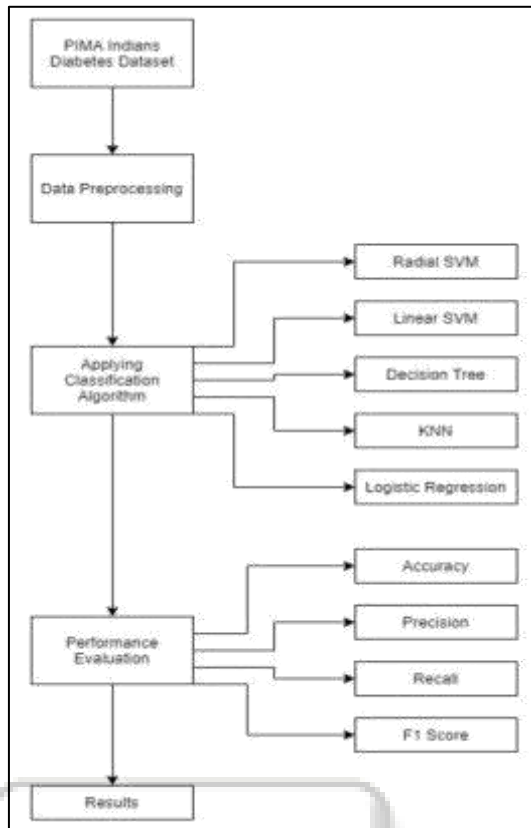 PIMA Indians
Diabetes Dataset
Data Preprocessing
Applying
Classification
Algorithm
Radial SVM
Linear SVM
Decision Tree
KNN
Logistic Regression
Performance
Evaluation
Accuracy
Precision
Recall
F1 Score
Results